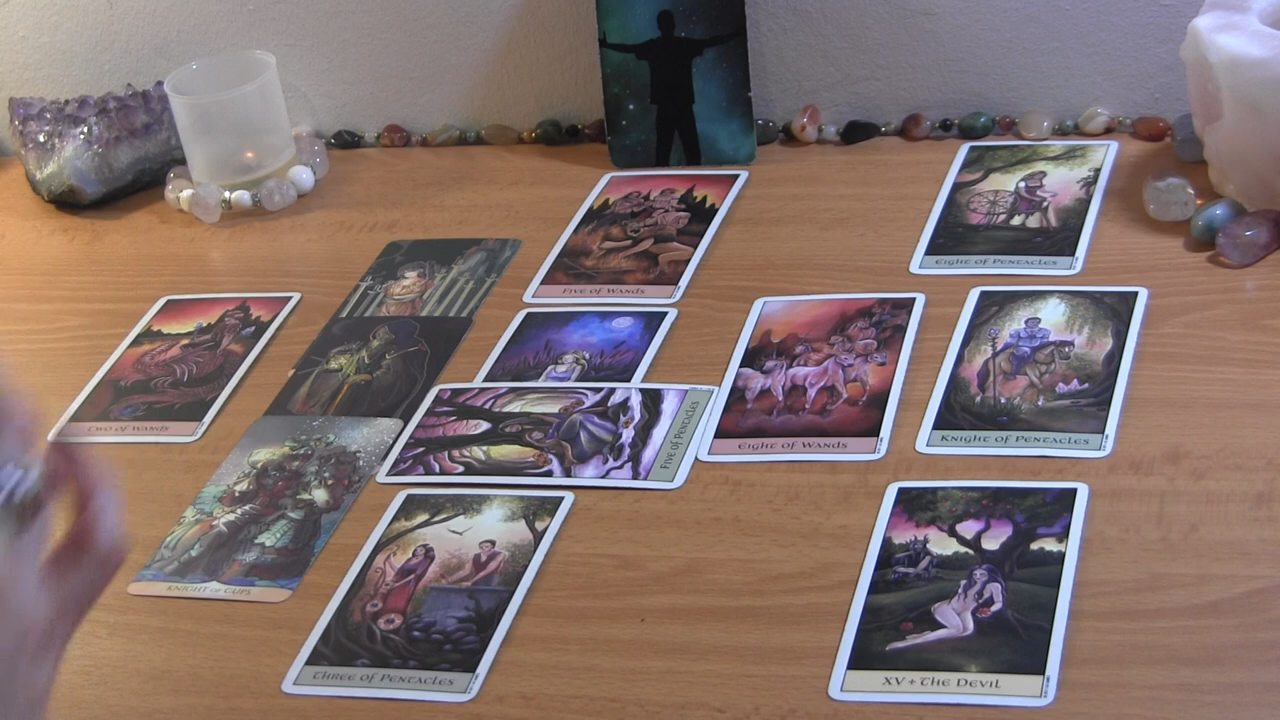 Five of Wands
Eight of Pentacles
Two of Wands
Five of Pentacles
Eight of Wands
Knight of Pentacles
Knight of Cups
Three of Pentacles
XV + The Devil